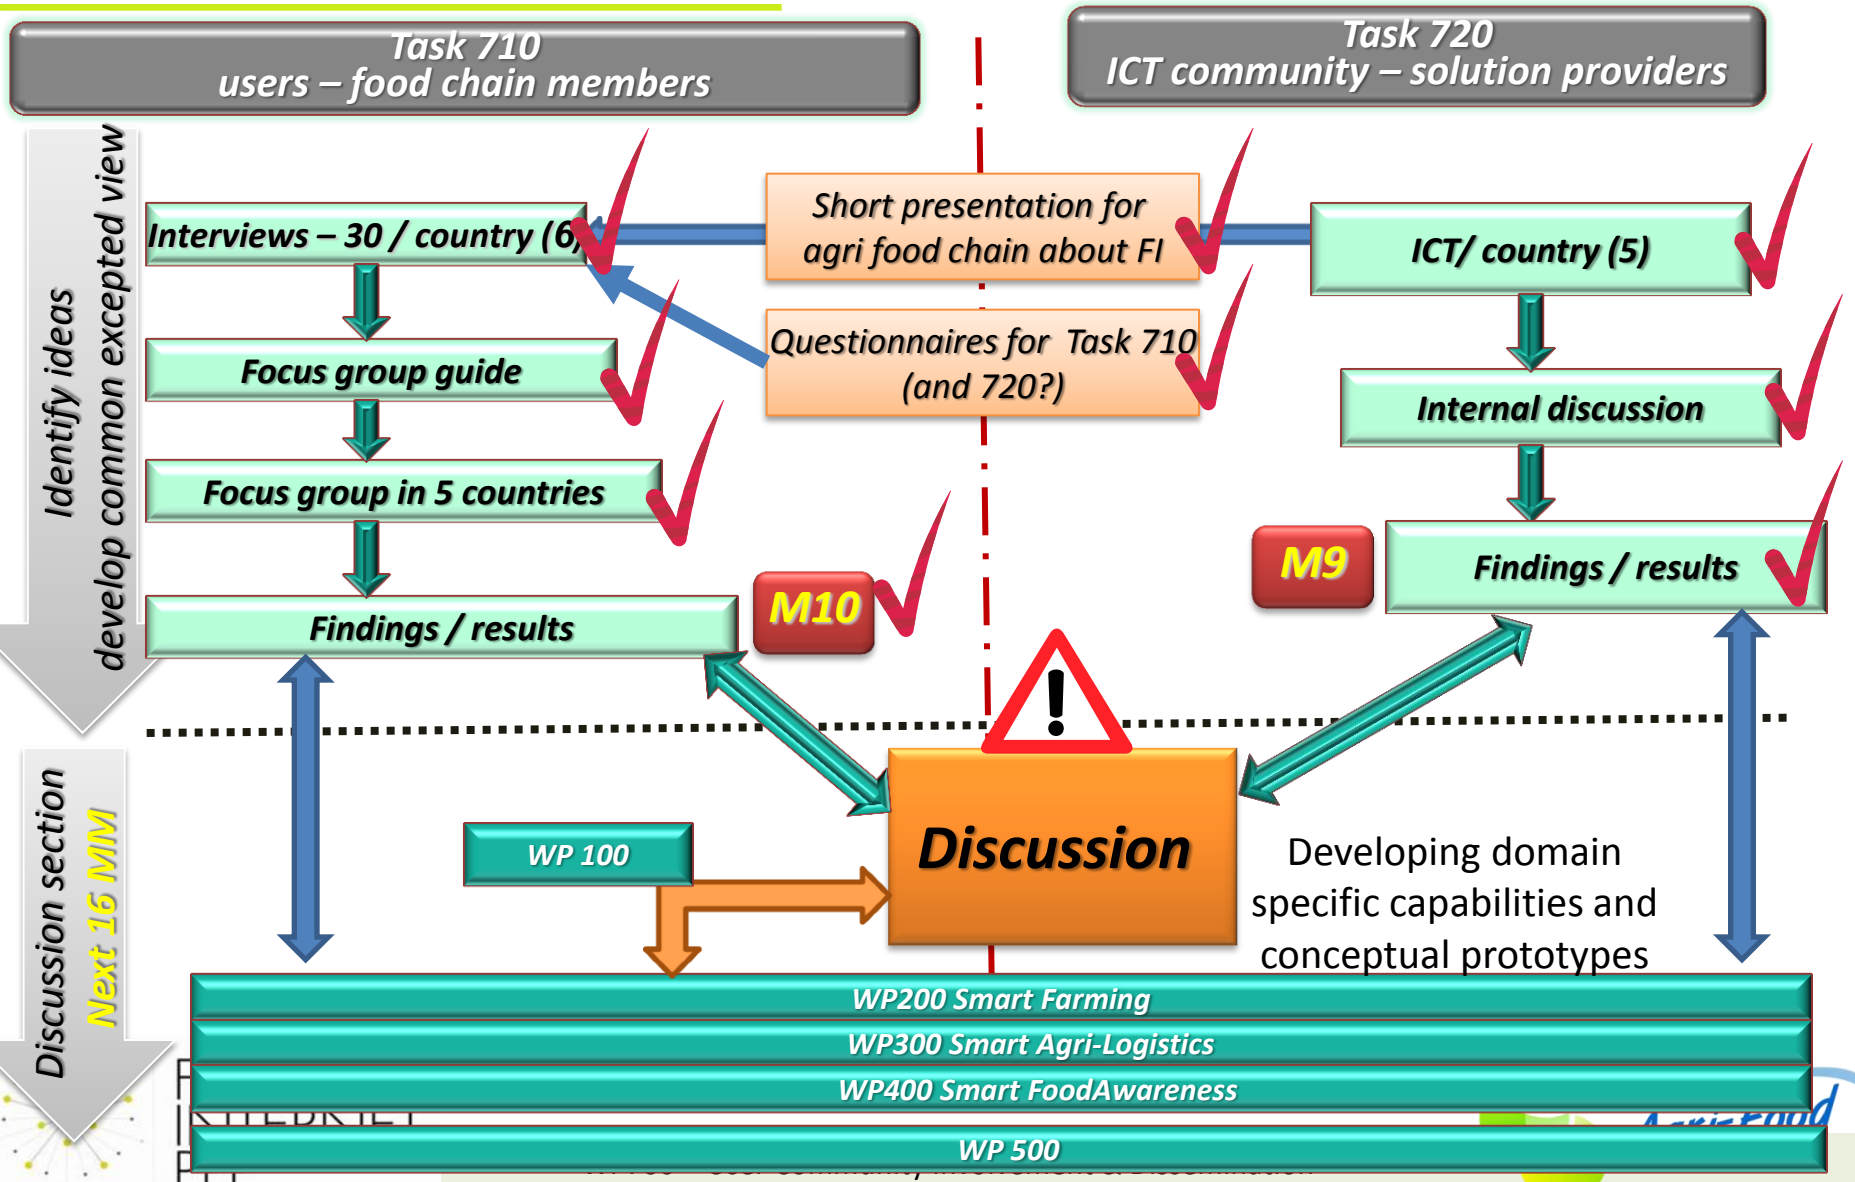 Task 710
users – food chain members
Task 720
ICT community – solution providers
Identify ideas
develop common excepted view
Interviews – 30 / country (6)
Short presentation for
agri food chain about FI
ICT/ country (5)
Questionnaires for Task 710
(and 720?)
Focus group guide
Internal discussion
Focus group in 5 countries
M9
Findings / results
M10
Findings / results
!
Discussion section
Next 16 MM
Discussion
WP 100
Developing domain
specific capabilities and
conceptual prototypes
WP200 Smart Farming
WP300 Smart Agri-Logistics
WP400 Smart FoodAwareness
Agri-Food
WP 500